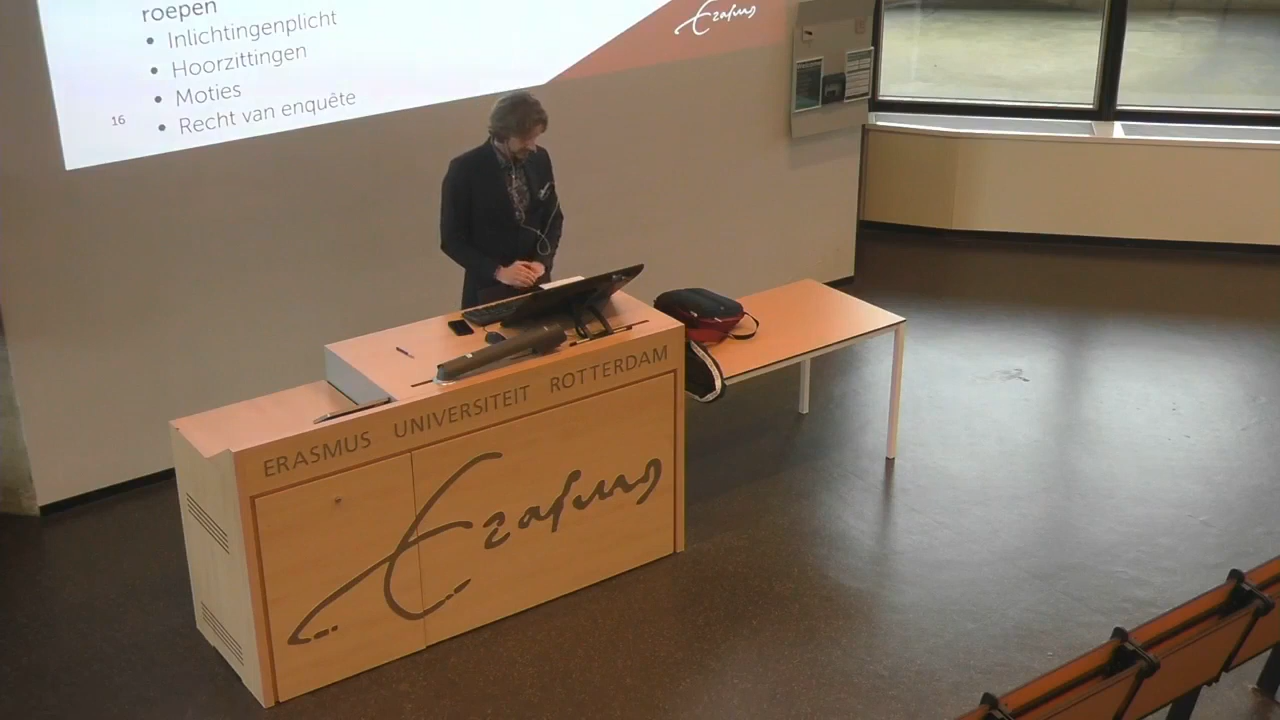 roepen
• Inlichtingenplicht
• Hoorzittingen
• Moties
• Recht van enquête
16
Erasmus
ERASMUS UNIVERSITEIT ROTTERDAM
Erasmus